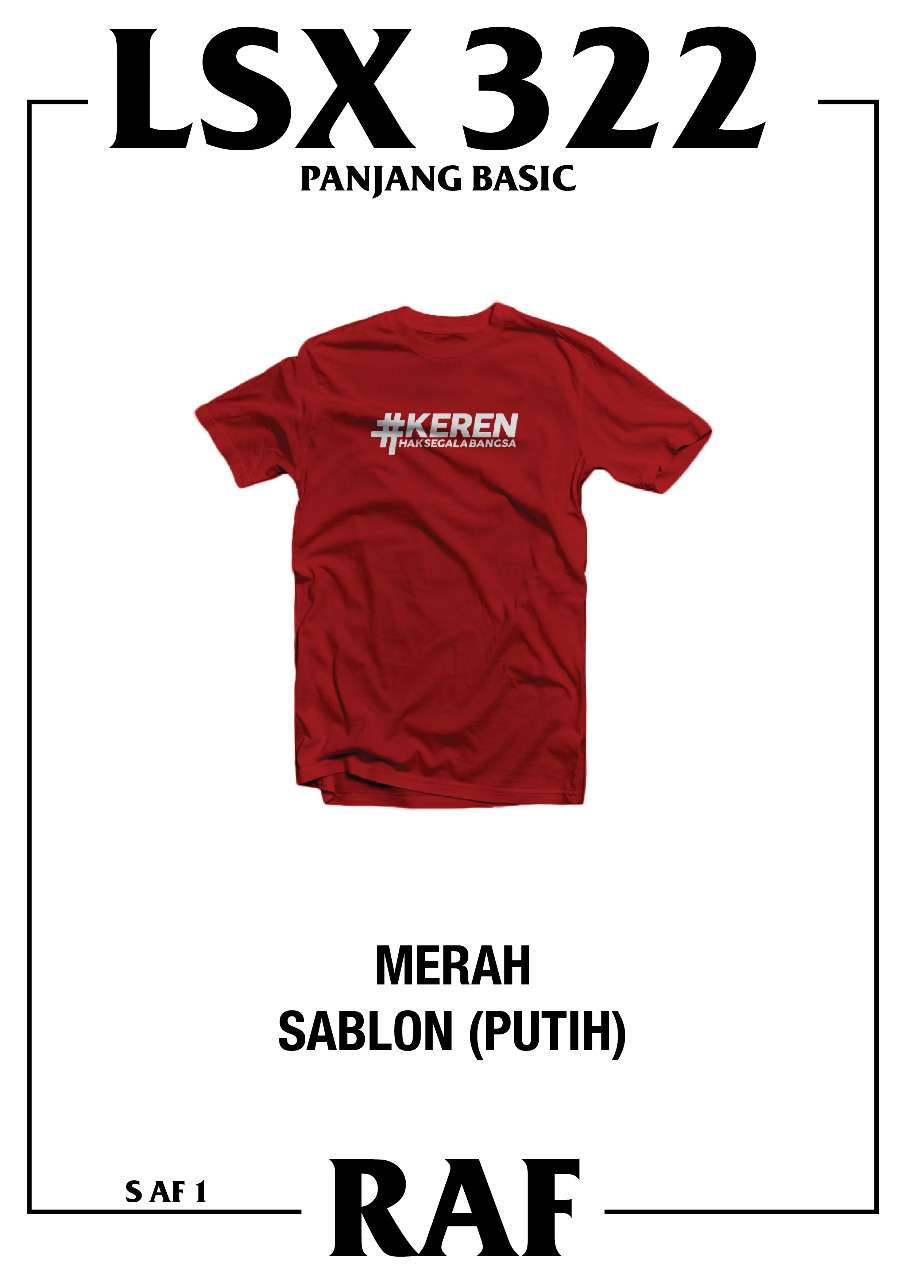 LSX 322
PANJANG BASIC
#KEREN
HAKSEGALABANGSA
MERAH
SABLON (PUTIH)
S AF 1
RAF